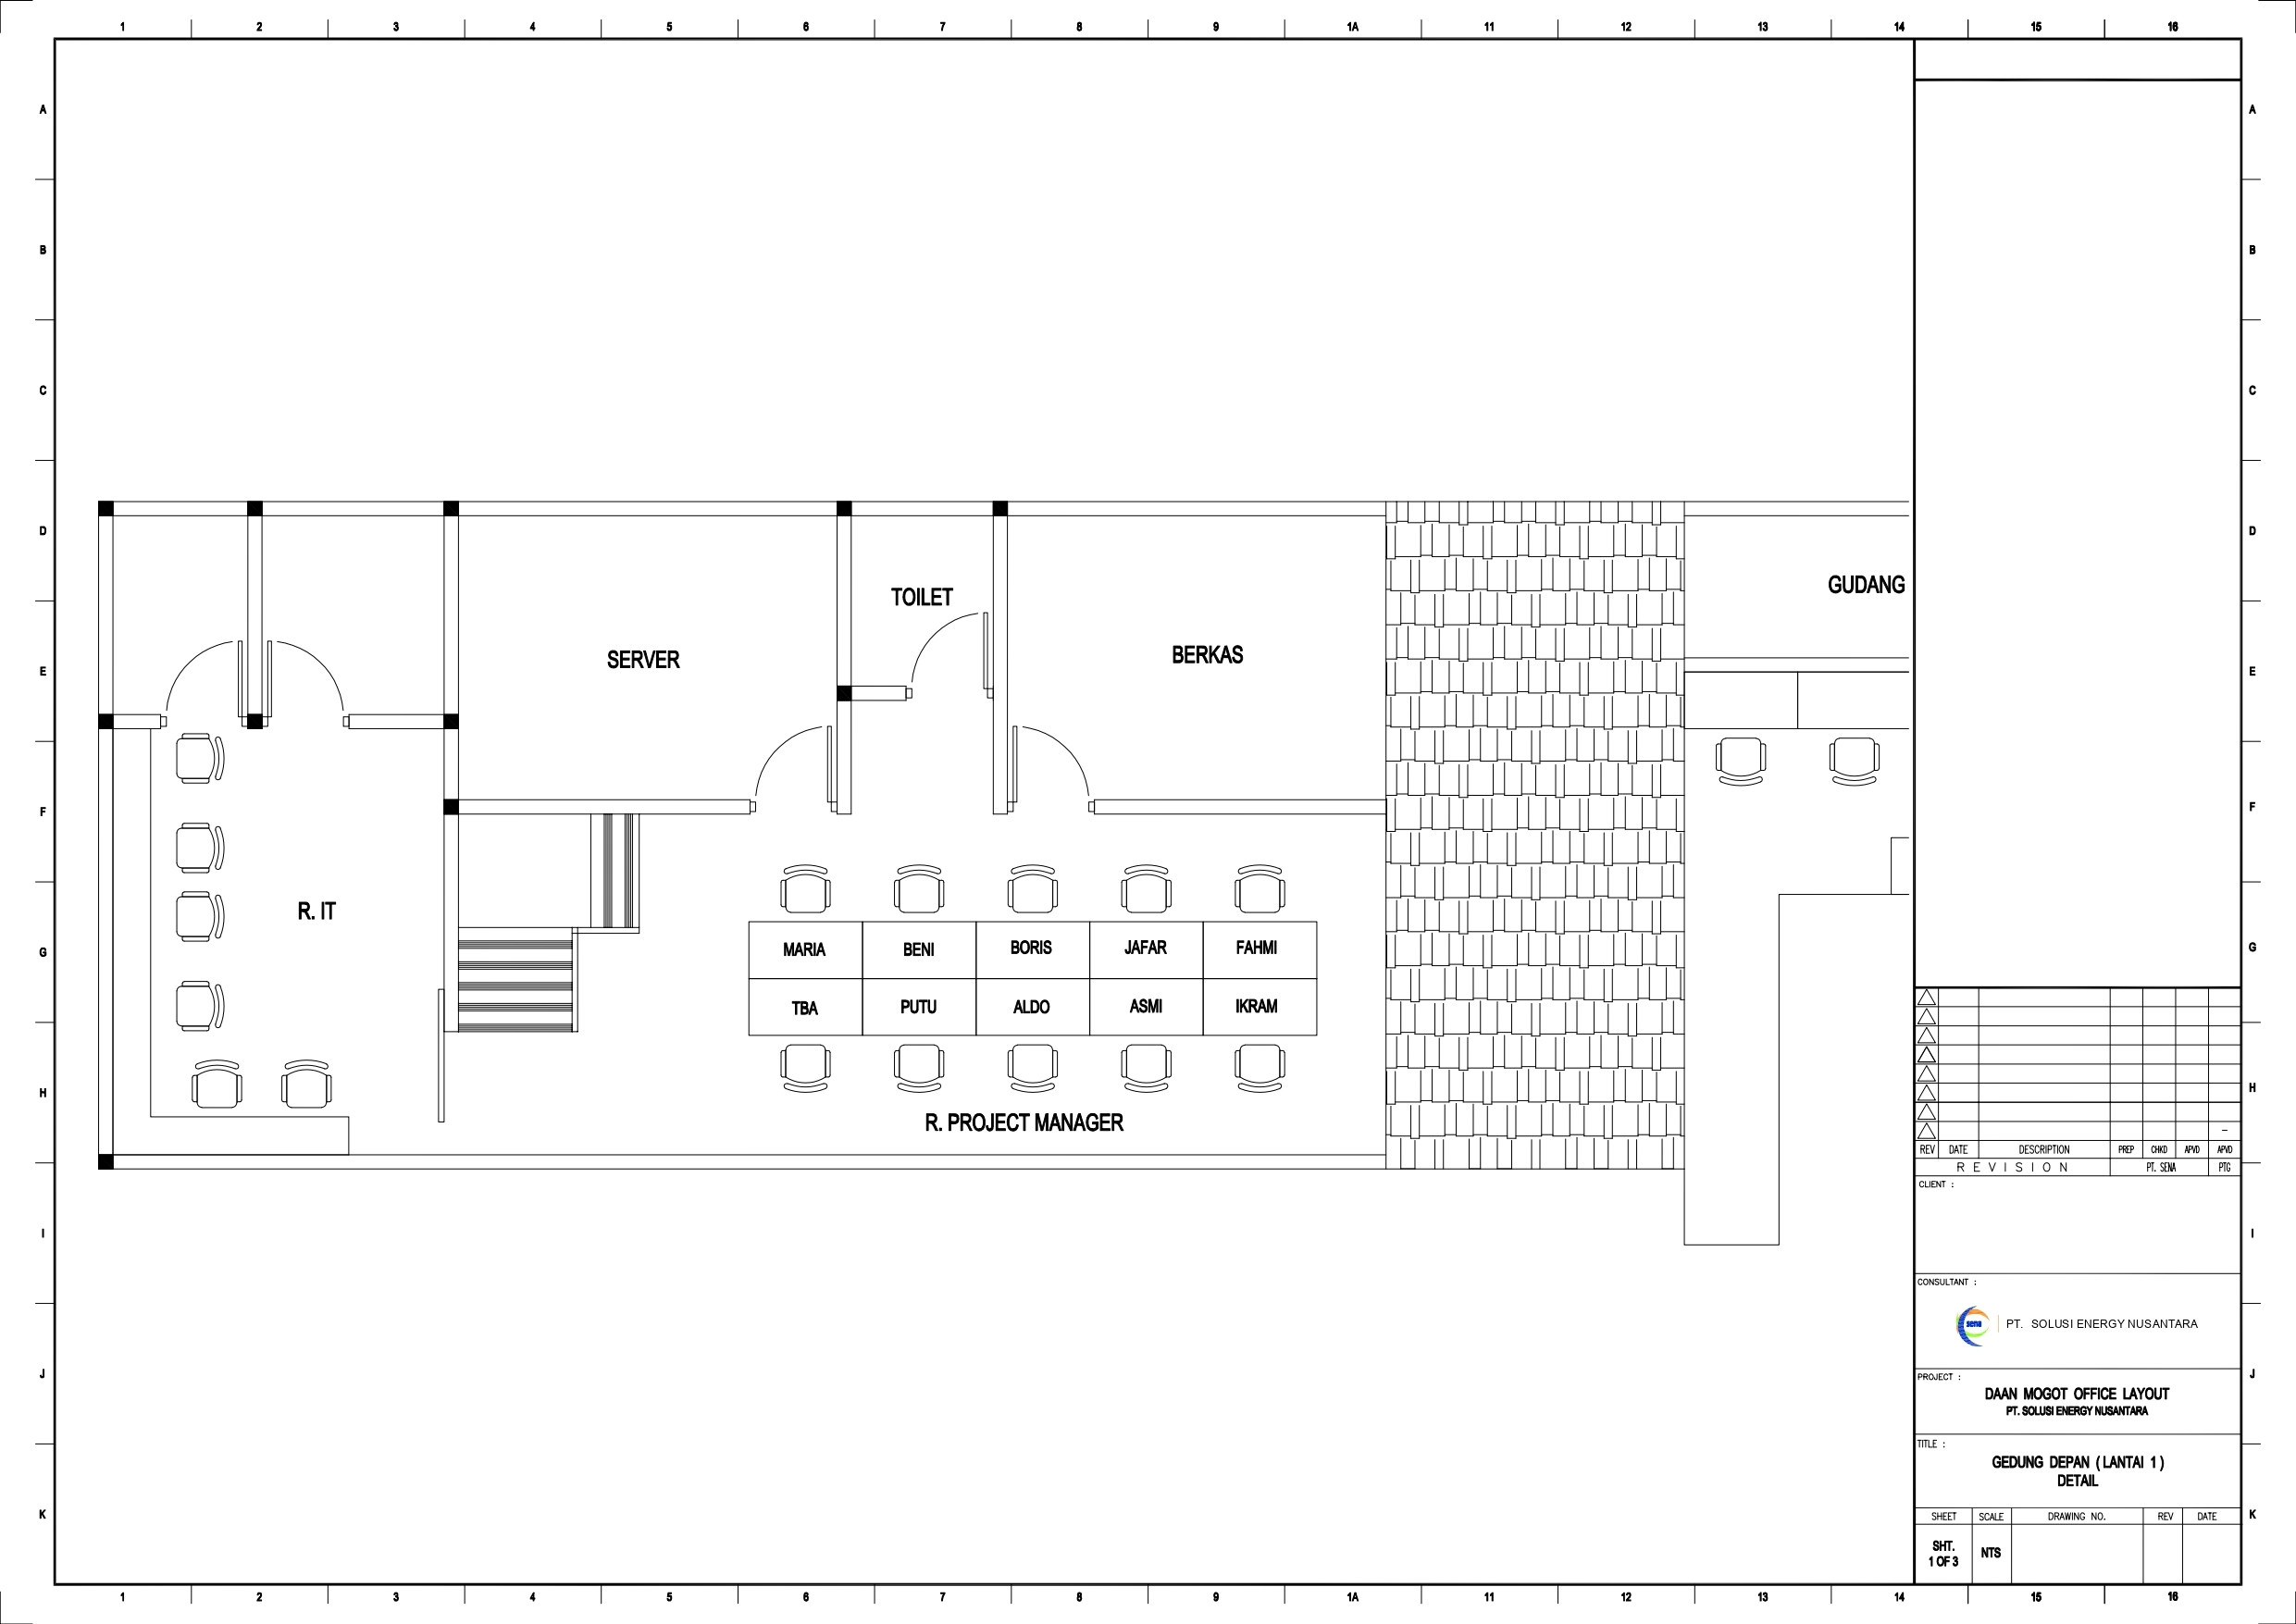 1 2 3 4 5 6 7 8 9 1A 11 12 13 14 15 16
A A
B B
C C
D D
E E
F F
G G
H H
I I
J J
K K
TOILET
GUDANG
SERVER
BERKAS
R. IT
MARIA BENI BORIS JAFAR FAHMI
TBA PUTU ALDO ASMI IKRAM
R. PROJECT MANAGER
–
REV DATE DESCRIPTION PREP CHKD APVD APVD
REVISION PT. SENA PTG
CLIENT :
CONSULTANT :
sena PT. SOLUSI ENERGY NUSANTARA
PROJECT :
DAAN MOGOT OFFICE LAYOUT
PT. SOLUSI ENERGY NUSANTARA
TITLE :
GEDUNG DEPAN ( LANTAI 1 )
DETAIL
SHEET SCALE DRAWING NO. REV DATE
SHT.
1 OF 3
NTS
1 2 3 4 5 6 7 8 9 1A 11 12 13 14 15 16